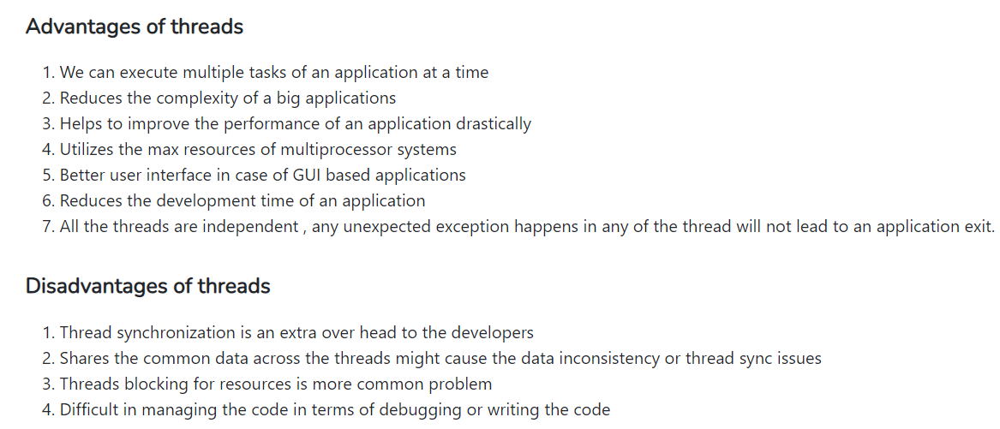 Advantages of threads
1. We can execute multiple tasks of an application at a time
2. Reduces the complexity of a big applications
3. Helps to improve the performance of an application drastically
4. Utilizes the max resources of multiprocessor systems
5. Better user interface in case of GUI based applications
6. Reduces the development time of an application
7. All the threads are independent , any unexpected exception happens in any of the thread will not lead to an application exit.
Disadvantages of threads
1. Thread synchronization is an extra over head to the developers
2. Shares the common data across the threads might cause the data inconsistency or thread sync issues
3. Threads blocking for resources is more common problem
4. Difficult in managing the code in terms of debugging or writing the code